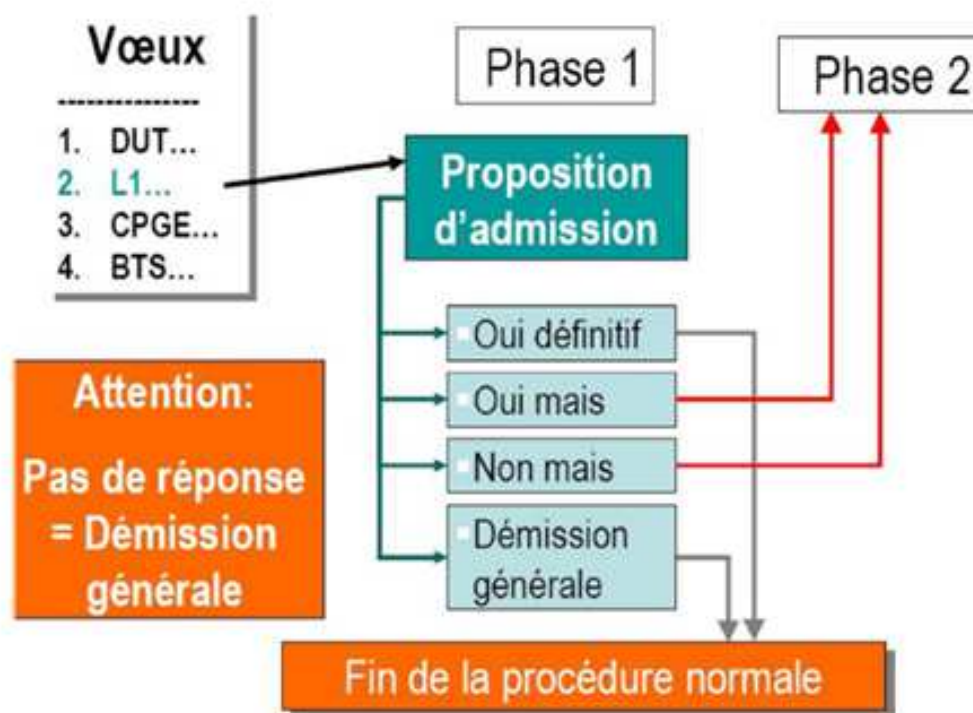 Vœux
---------------
1. DUT...
2. L1...
3. CPGE...
4. BTS...
Phase 1
Phase 2
Proposition
d'admission
Oui définitif
Oui mais
Non mais
Démission
générale
Attention:
Pas de réponse
= Démission
générale
Fin de la procédure normale